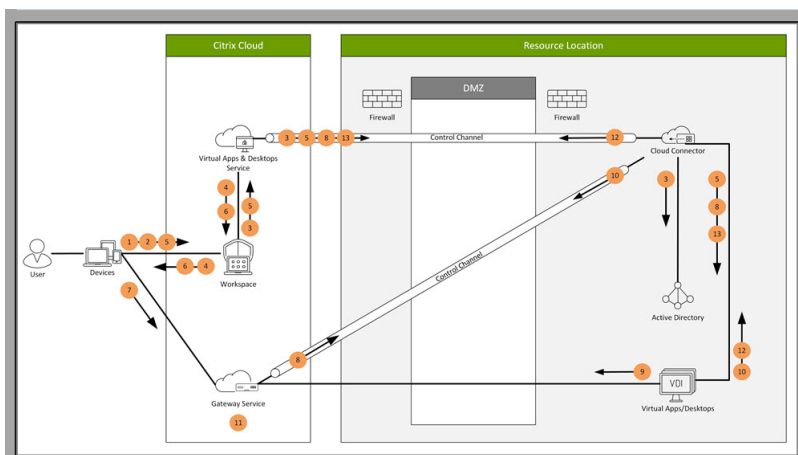 Citrix Cloud
Resource Location
DMZ
Firewall
Firewall
3 5 8 13
Control Channel
12
Virtual Apps & Desktops
Service
Cloud Connector
4
6
5
3
10
3
5
8
13
1 2 5
6 4
User
Devices
Workspace
Control Channel
7
Active Directory
8
12
10
9
VDI
Gateway Service
Virtual Apps/Desktops
11